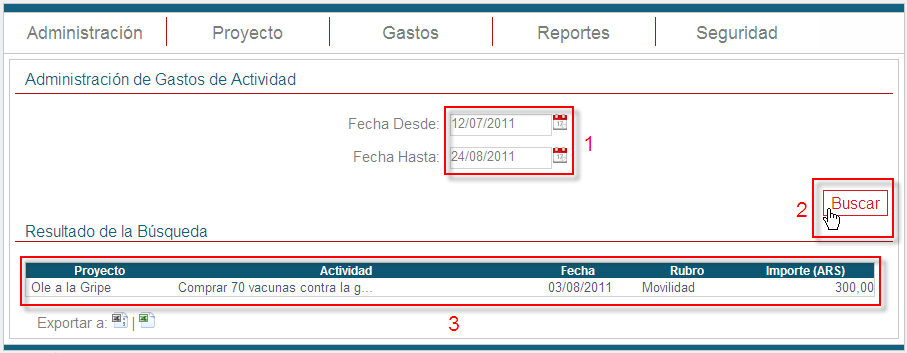 Administración Proyecto Gastos Reportes Seguridad
Administración de Gastos de Actividad
Fecha Desde: 12/07/2011
1
Fecha Hasta: 24/08/2011
2 Buscar
Resultado de la Búsqueda
Proyecto Actividad Fecha Rubro Importe (ARS)
Ole a la Gripe Comprar 70 vacunas contra la g... 03/08/2011 Movilidad 300,00
Exportar a: |
3